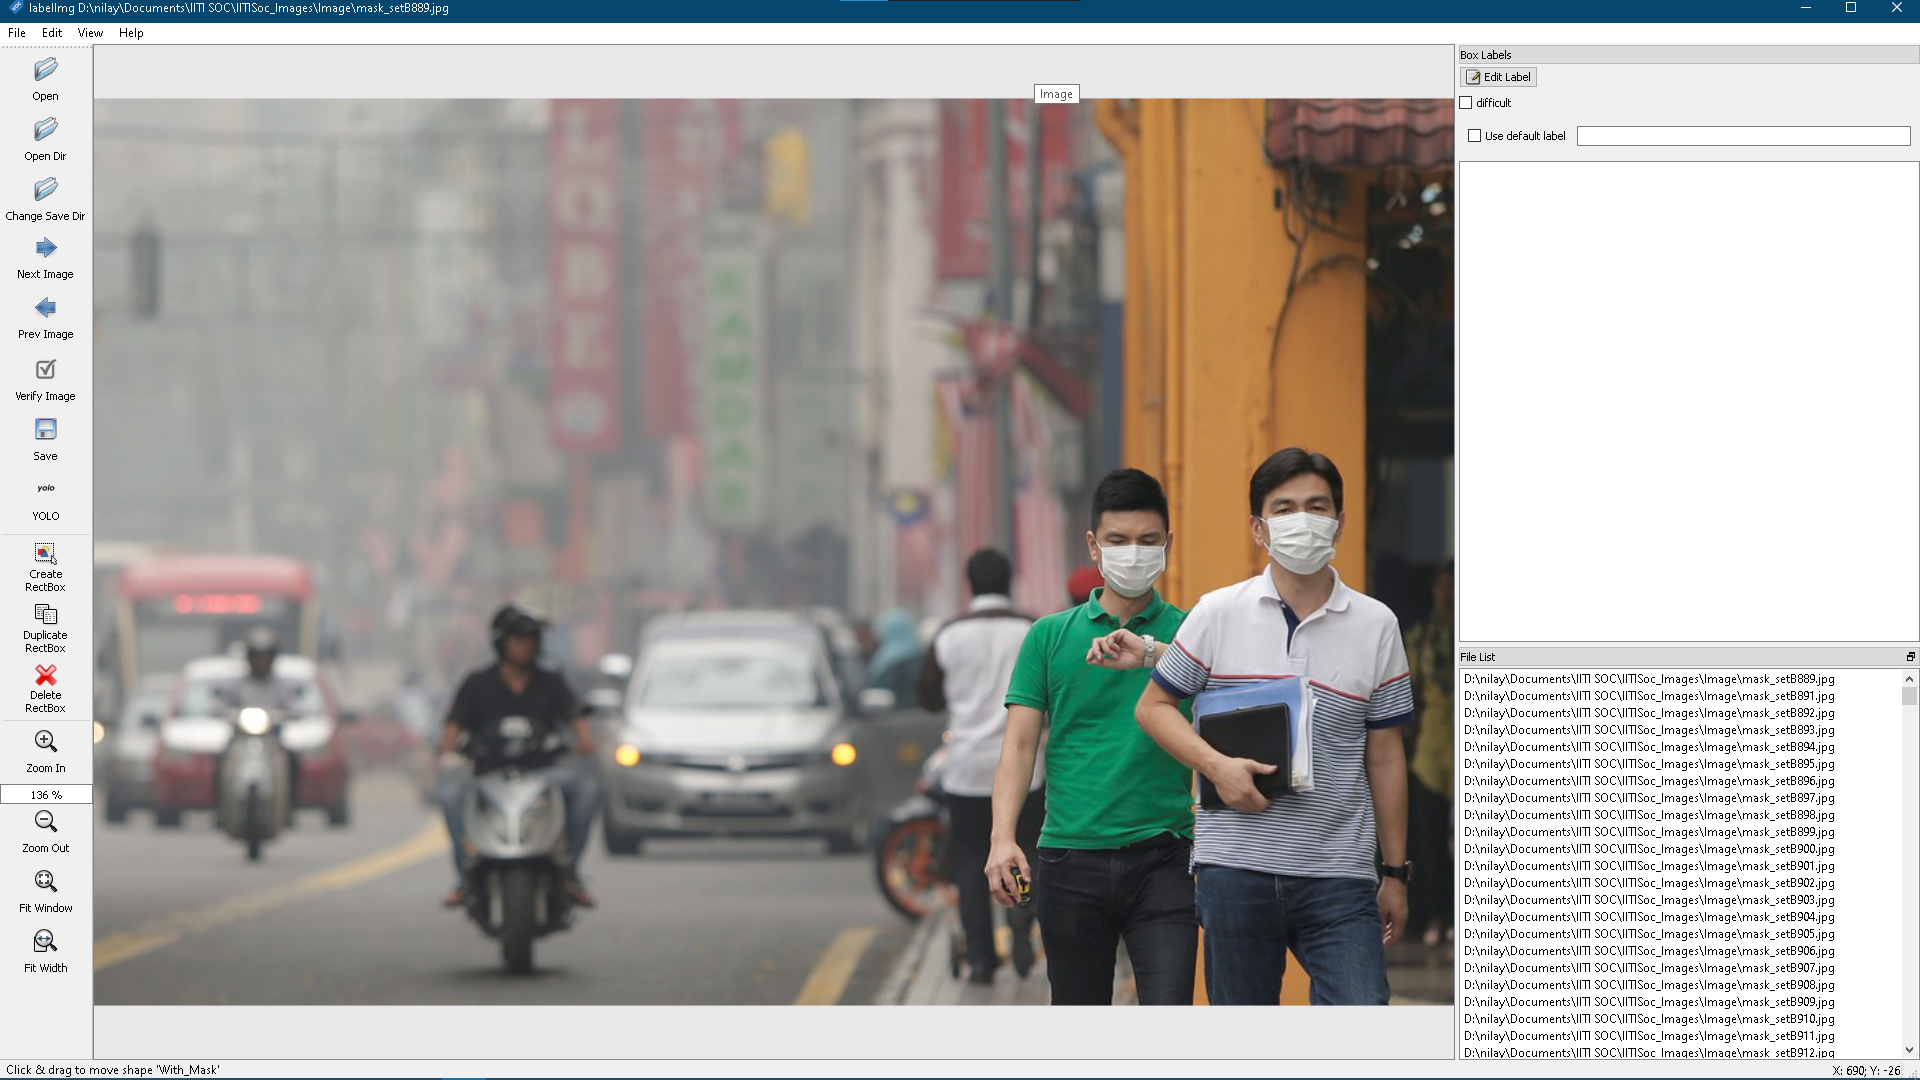 labelImg D:\nilay\Documents\IITI SOC\IITISoc_Images\Image\mask_setB889.jpg
File Edit View Help
Open
Open Dir
Change Save Dir
Next Image
Prev Image
Verify Image
Save
yolo
YOLO
Create
RectBox
Duplicate
RectBox
Delete
RectBox
Zoom In
136 %
Zoom Out
Fit Window
Fit Width
Image
LOBE
Box Labels
Edit Label
difficult
Use default label
File List
D:\nilay\Documents\IITI SOC\IITISoc_Images\Image\mask_setB889.jpg
D:\nilay\Documents\IITI SOC\IITISoc_Images\Image\mask_setB891.jpg
D:\nilay\Documents\IITI SOC\IITISoc_Images\Image\mask_setB892.jpg
D:\nilay\Documents\IITI SOC\IITISoc_Images\Image\mask_setB893.jpg
D:\nilay\Documents\IITI SOC\IITISoc_Images\Image\mask_setB894.jpg
D:\nilay\Documents\IITI SOC\IITISoc_Images\Image\mask_setB895.jpg
D:\nilay\Documents\IITI SOC\IITISoc_Images\Image\mask_setB896.jpg
D:\nilay\Documents\IITI SOC\IITISoc_Images\Image\mask_setB897.jpg
D:\nilay\Documents\IITI SOC\IITISoc_Images\Image\mask_setB898.jpg
D:\nilay\Documents\IITI SOC\IITISoc_Images\Image\mask_setB899.jpg
D:\nilay\Documents\IITI SOC\IITISoc_Images\Image\mask_setB900.jpg
D:\nilay\Documents\IITI SOC\IITISoc_Images\Image\mask_setB901.jpg
D:\nilay\Documents\IITI SOC\IITISoc_Images\Image\mask_setB902.jpg
D:\nilay\Documents\IITI SOC\IITISoc_Images\Image\mask_setB903.jpg
D:\nilay\Documents\IITI SOC\IITISoc_Images\Image\mask_setB904.jpg
D:\nilay\Documents\IITI SOC\IITISoc_Images\Image\mask_setB905.jpg
D:\nilay\Documents\IITI SOC\IITISoc_Images\Image\mask_setB906.jpg
D:\nilay\Documents\IITI SOC\IITISoc_Images\Image\mask_setB907.jpg
D:\nilay\Documents\IITI SOC\IITISoc_Images\Image\mask_setB908.jpg
D:\nilay\Documents\IITI SOC\IITISoc_Images\Image\mask_setB909.jpg
D:\nilay\Documents\IITI SOC\IITISoc_Images\Image\mask_setB910.jpg
D:\nilay\Documents\IITI SOC\IITISoc_Images\Image\mask_setB911.jpg
D:\nilay\Documents\IITI SOC\IITISoc_Images\Image\mask_setB912.jpg
Click & drag to move shape 'With_Mask'
X: 690; Y: -26